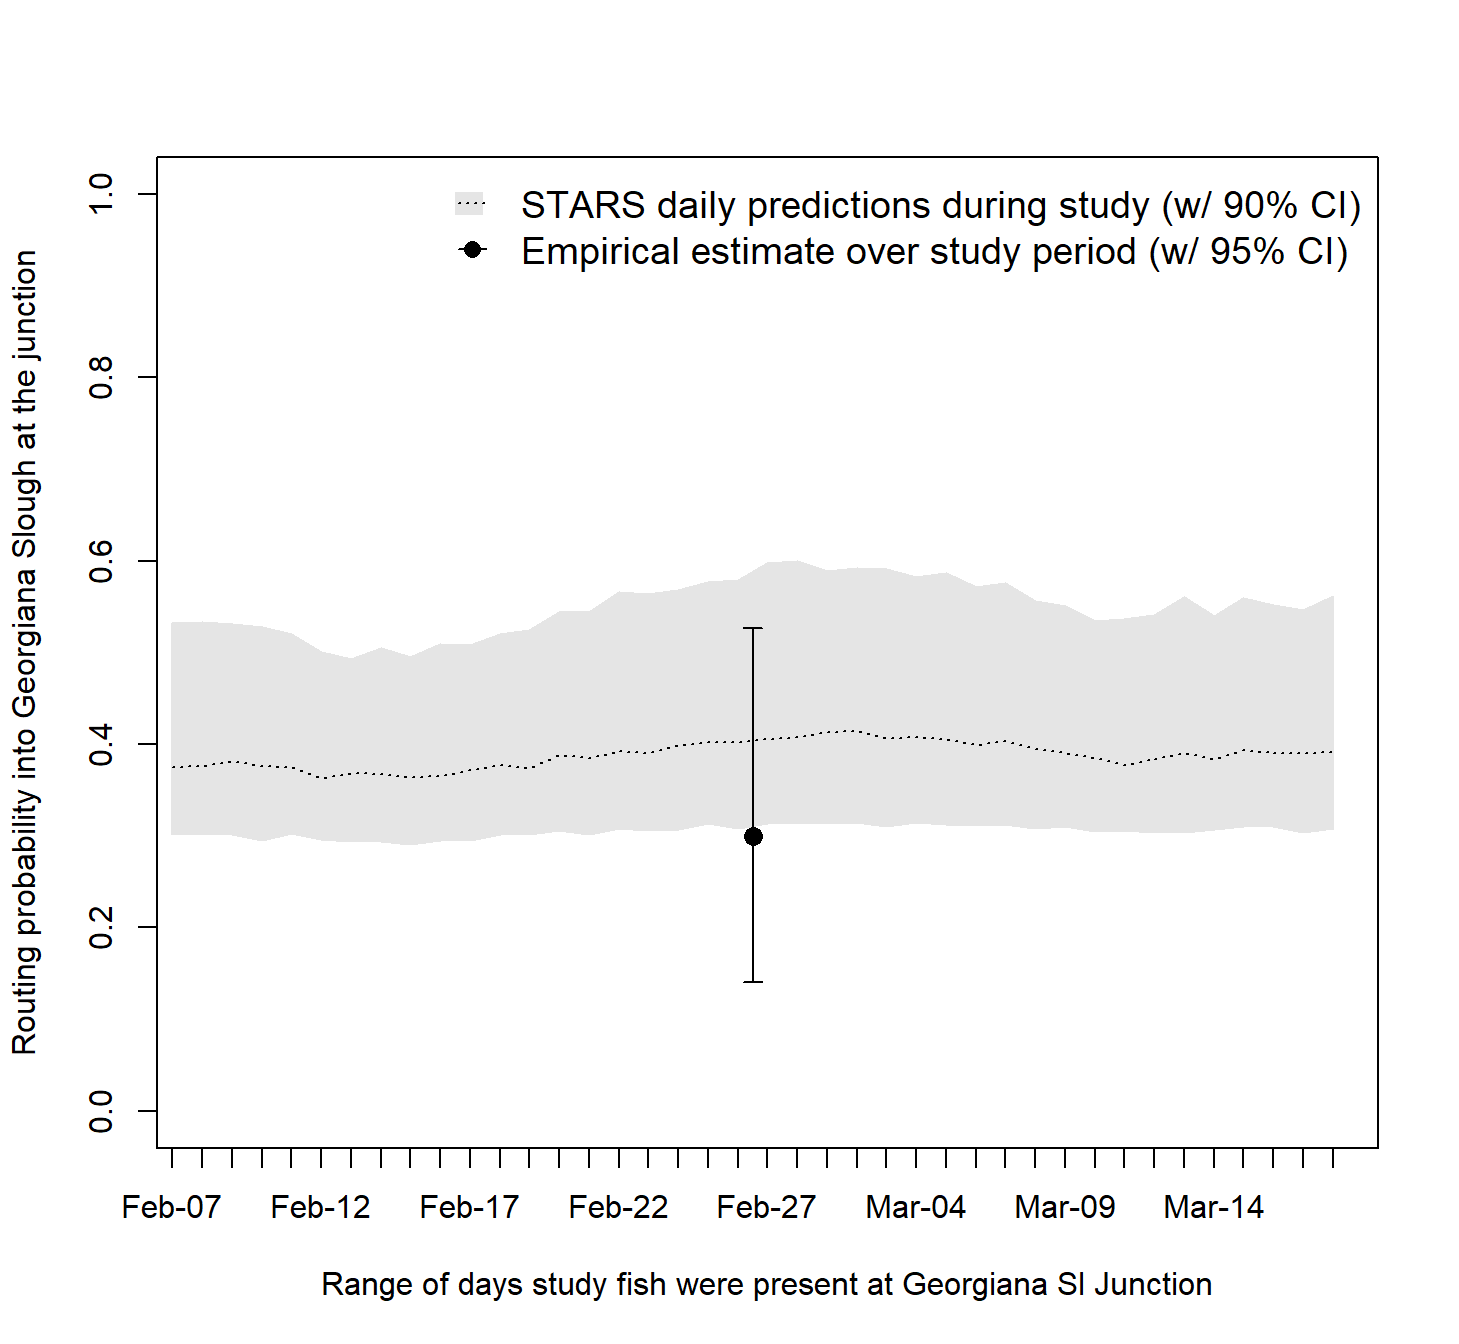 STARS daily predictions during study (w/ 90% CI)
Empirical estimate over study period (w/ 95% CI)
Routing probability into Georgiana Slough at the junction
1.0
0.8
0.6
0.4
0.2
0.0
Feb-07 Feb-12 Feb-17 Feb-22 Feb-27 Mar-04 Mar-09 Mar-14
Range of days study fish were present at Georgiana Sl Junction